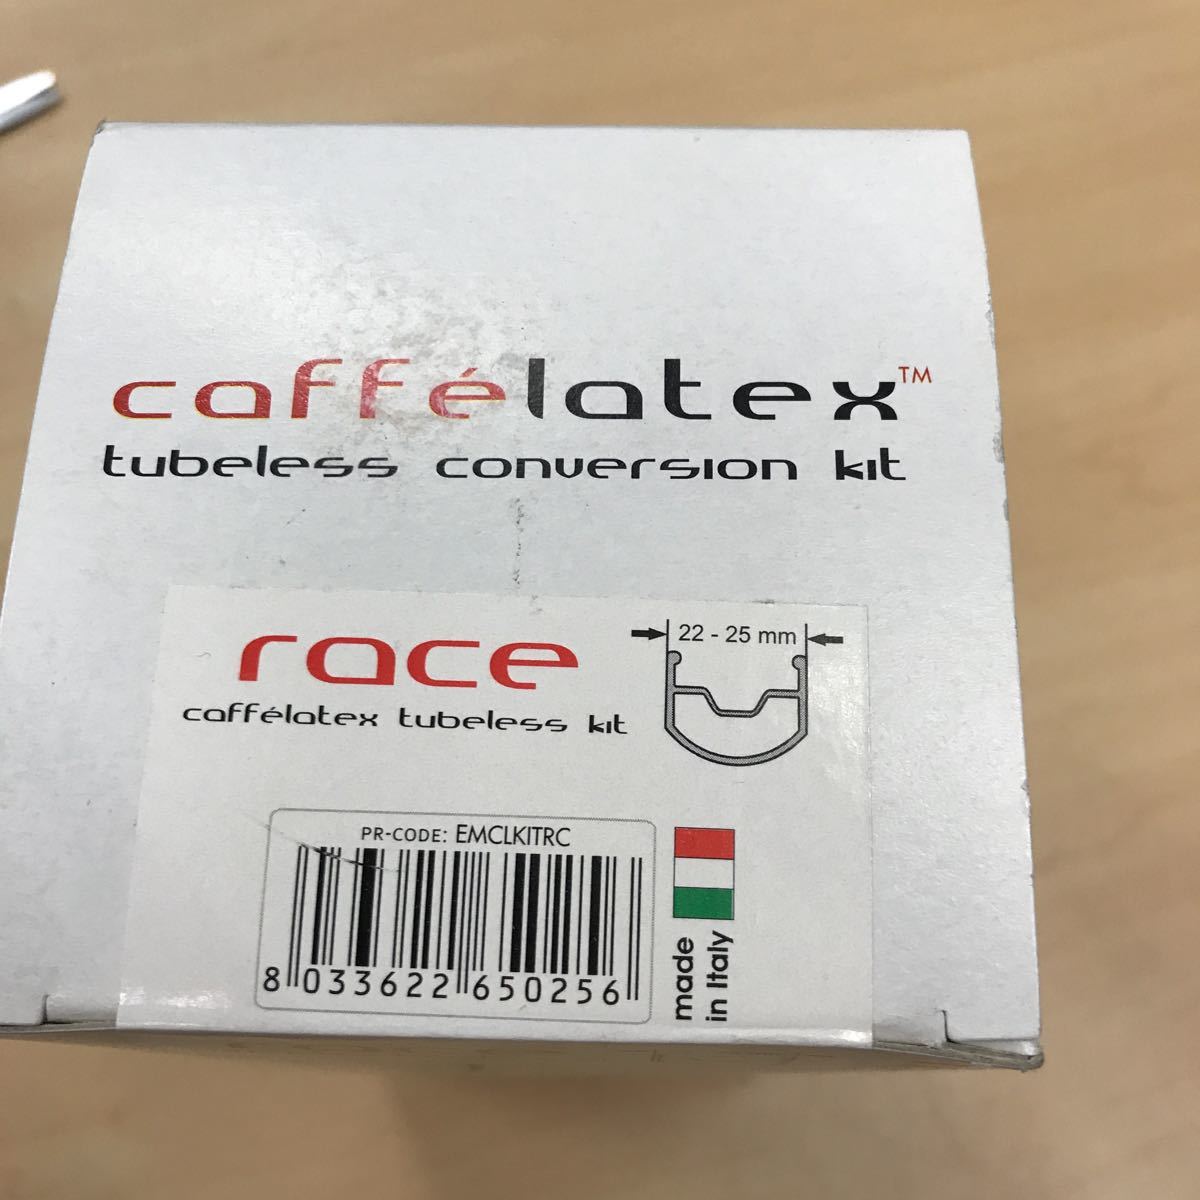 caffélatex™
tubeless conversion kit
race
caffélatex tubeless kit
22 - 25 mm
PR-CODE: EMCLKITRC
8 033622 650256
made
in Italy